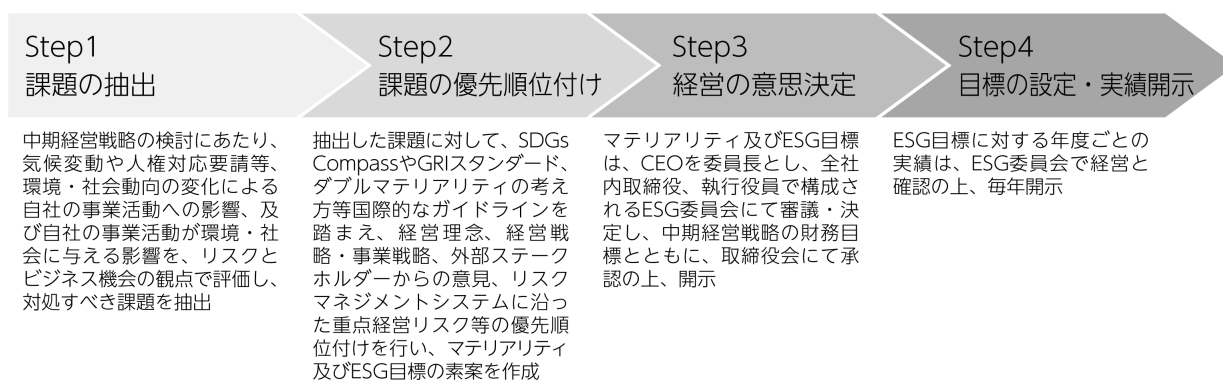 Step1
課題の抽出
中期経営戦略の検討にあたり、
気候変動や人権対応要請等、
環境・社会動向の変化による
自社の事業活動への影響、及
び自社の事業活動が環境・社
会に与える影響を、リスクと
ビジネス機会の観点で評価し、
対処すべき課題を抽出
Step2
課題の優先順位付け
抽出した課題に対して、SDGs
CompassやGRIスタンダード、
ダブルマテリアリティの考え
方等国際的なガイドラインを
踏まえ、経営理念、経営戦
略・事業戦略、外部ステーク
ホルダーからの意見、リスク
マネジメントシステムに沿っ
た重点経営リスク等の優先順
位付けを行い、マテリアリティ
及びESG目標の素案を作成
Step3
経営の意思決定
マテリアリティ及びESG目標
は、CEOを委員長とし、全社
内取締役、執行役員で構成さ
れるESG委員会にて審議・決
定し、中期経営戦略の財務目
標とともに、取締役会にて承
認の上、開示
Step4
目標の設定・実績開示
ESG目標に対する年度ごとの
実績は、ESG委員会で経営と
確認の上、毎年開示